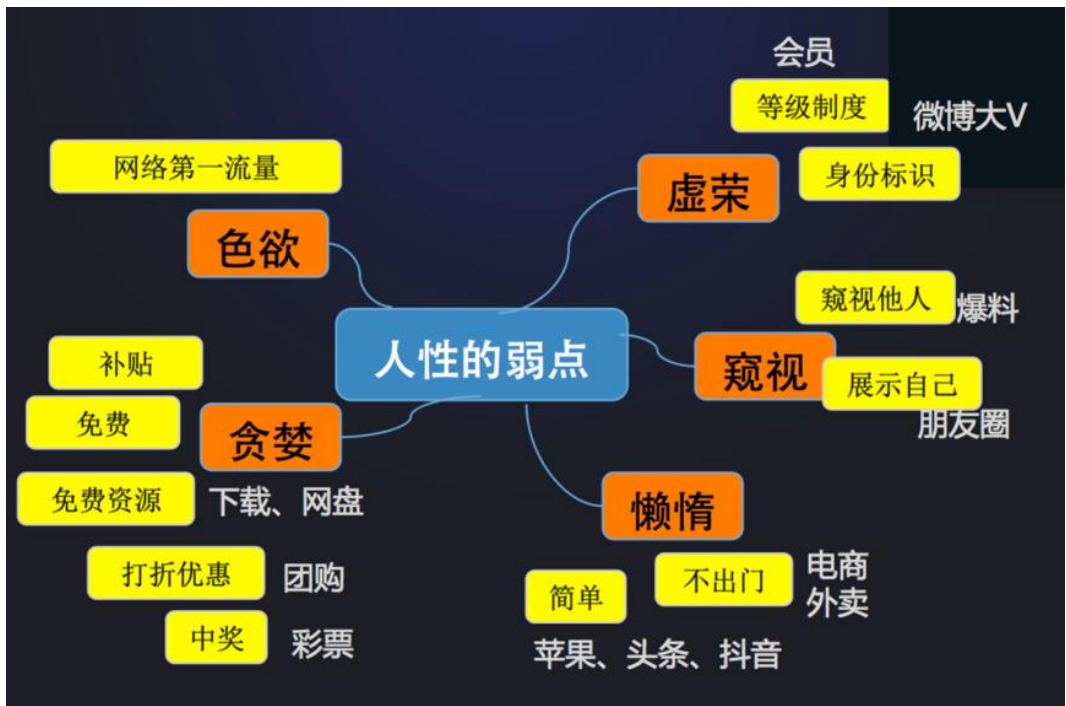 会员
等级制度
微博大V
身份标识
虚荣
网络第一流量
色欲
窥视他人
爆料
窥视
展示自己
朋友圈
人性的弱点
补贴
免费
贪婪
免费资源
下载、网盘
打折优惠
团购
中奖
彩票
懒惰
不出门
电商
外卖
简单
苹果、头条、抖音